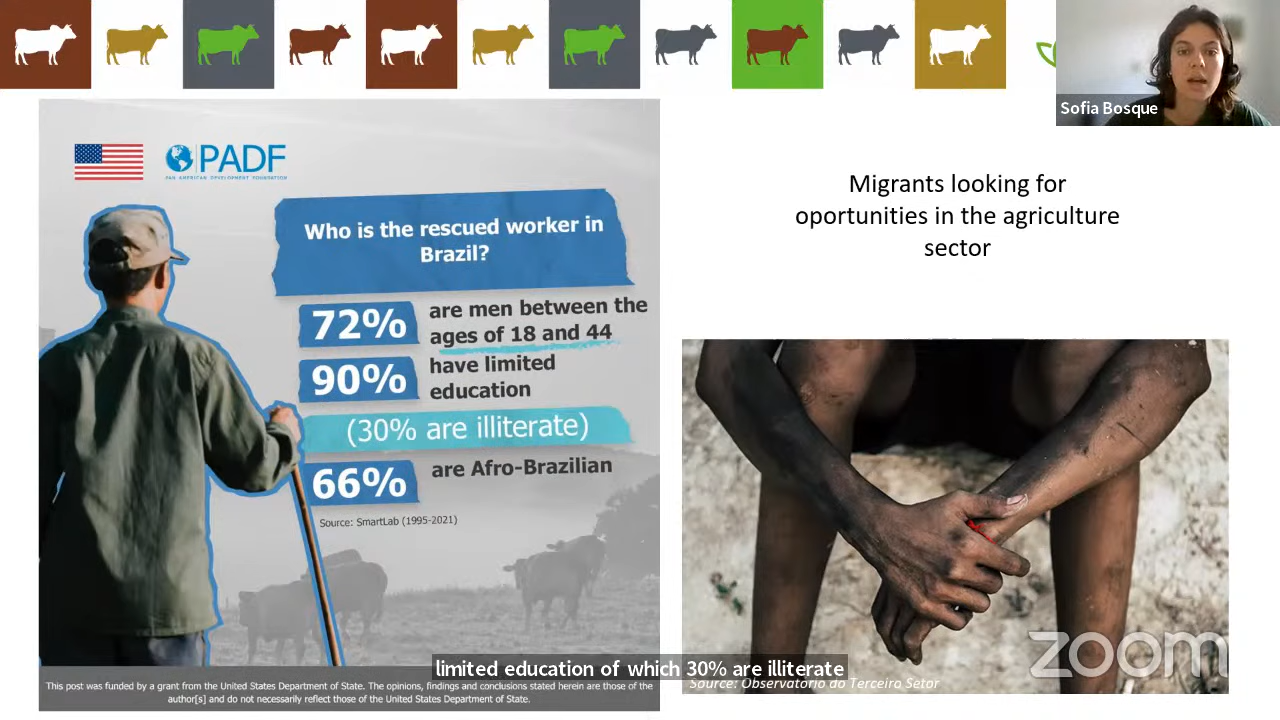 Sofia Bosque
PADF
PAN AMERICAN DEVELOPMENT FOUNDATION
Who is the rescued worker in
Brazil?
72%
are men between the
ages of 18 and 44
90%
have limited
education
(30% are illiterate)
66%
are Afro-Brazilian
Source: SmartLab (1995-2021)
This post was funded by a grant from the United States Department of State. The opinions, findings and conclusions stated herein are those of the
author[s] and do not necessarily reflect those of the United States Department of State.
Migrants looking for
oportunities in the agriculture
sector
zoom
Source: Observatório do Terceiro Setor
limited education of which 30% are illiterate